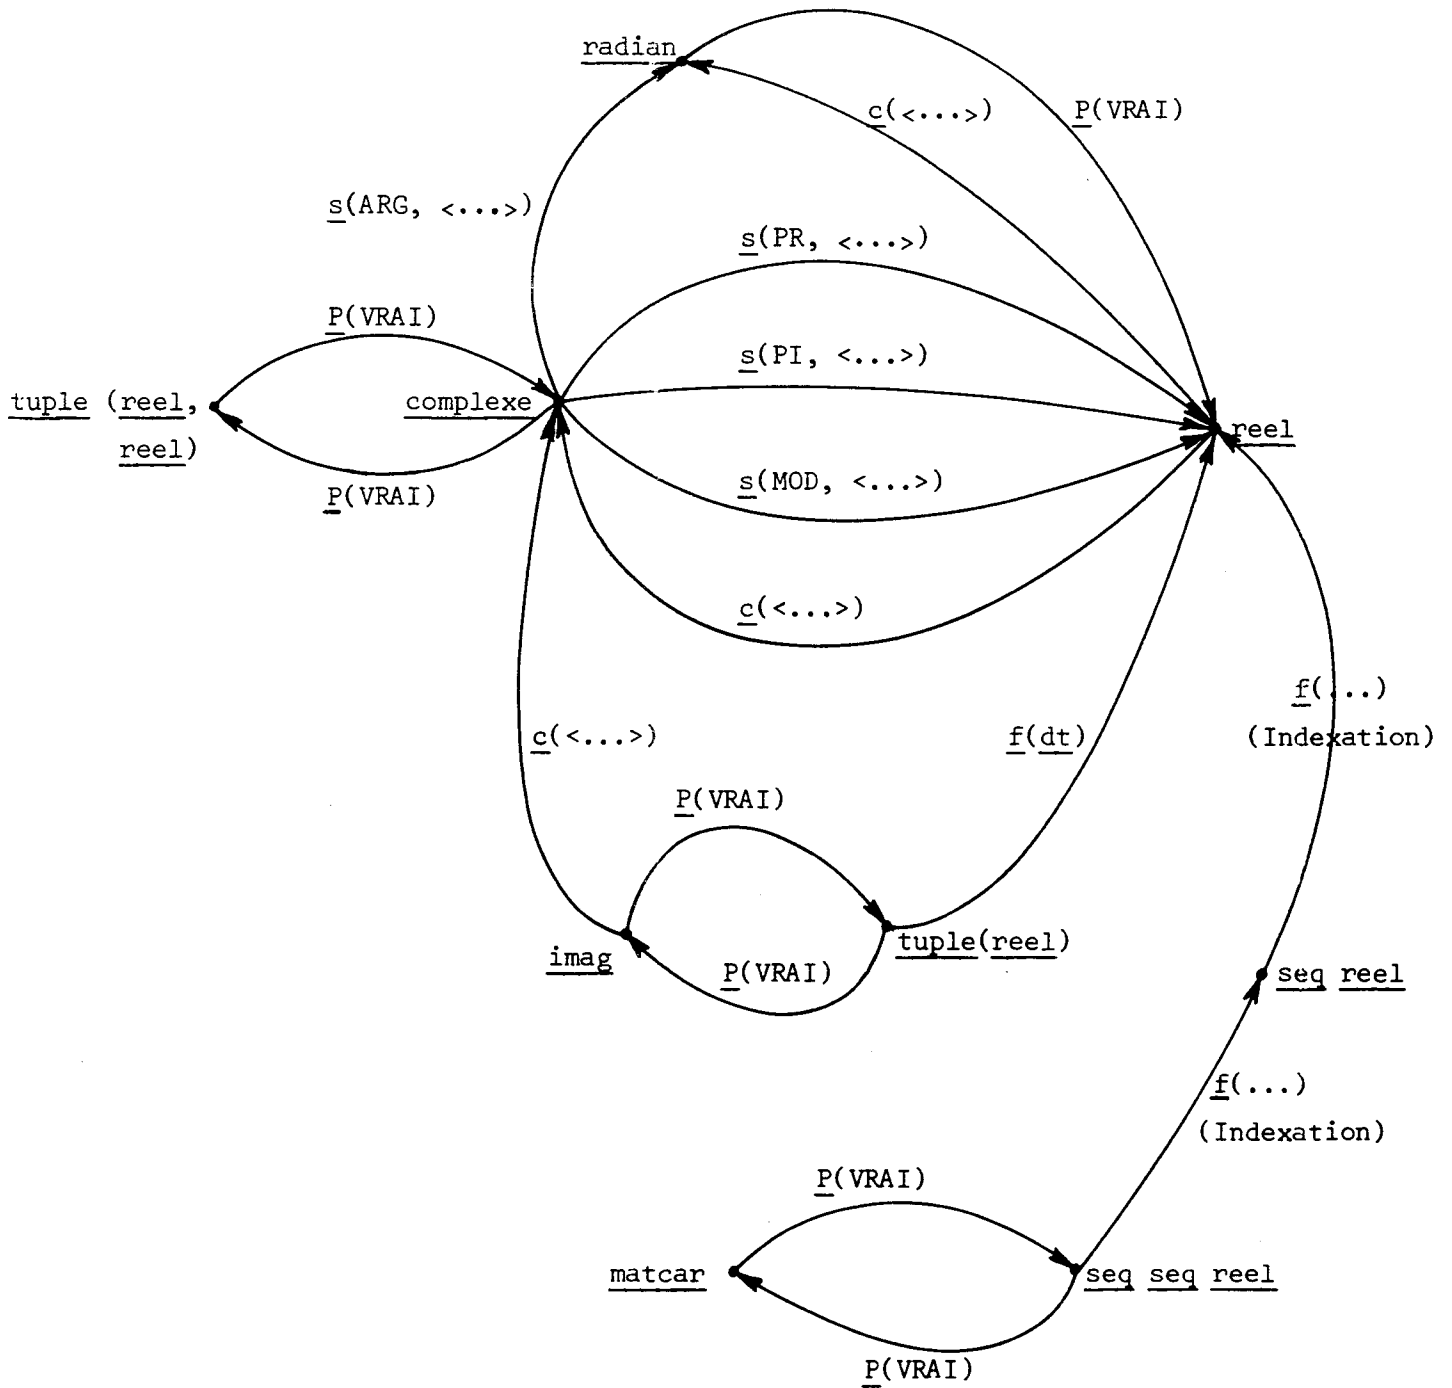 radian
c(<...>)
P(VRAI)
s(ARG, <...>)
s(PR, <...>)
P(VRAI)
s(PI, <...>)
tuple (reel,
reel)
complexe
reel
P(VRAI)
s(MOD, <...>)
c(<...>)
f(...)
(Indexation)
c(<...>)
f(dt)
P(VRAI)
imag
P(VRAI)
tuple(reel)
seq reel
f(...)
(Indexation)
P(VRAI)
matcar
seq seq reel
P(VRAI)